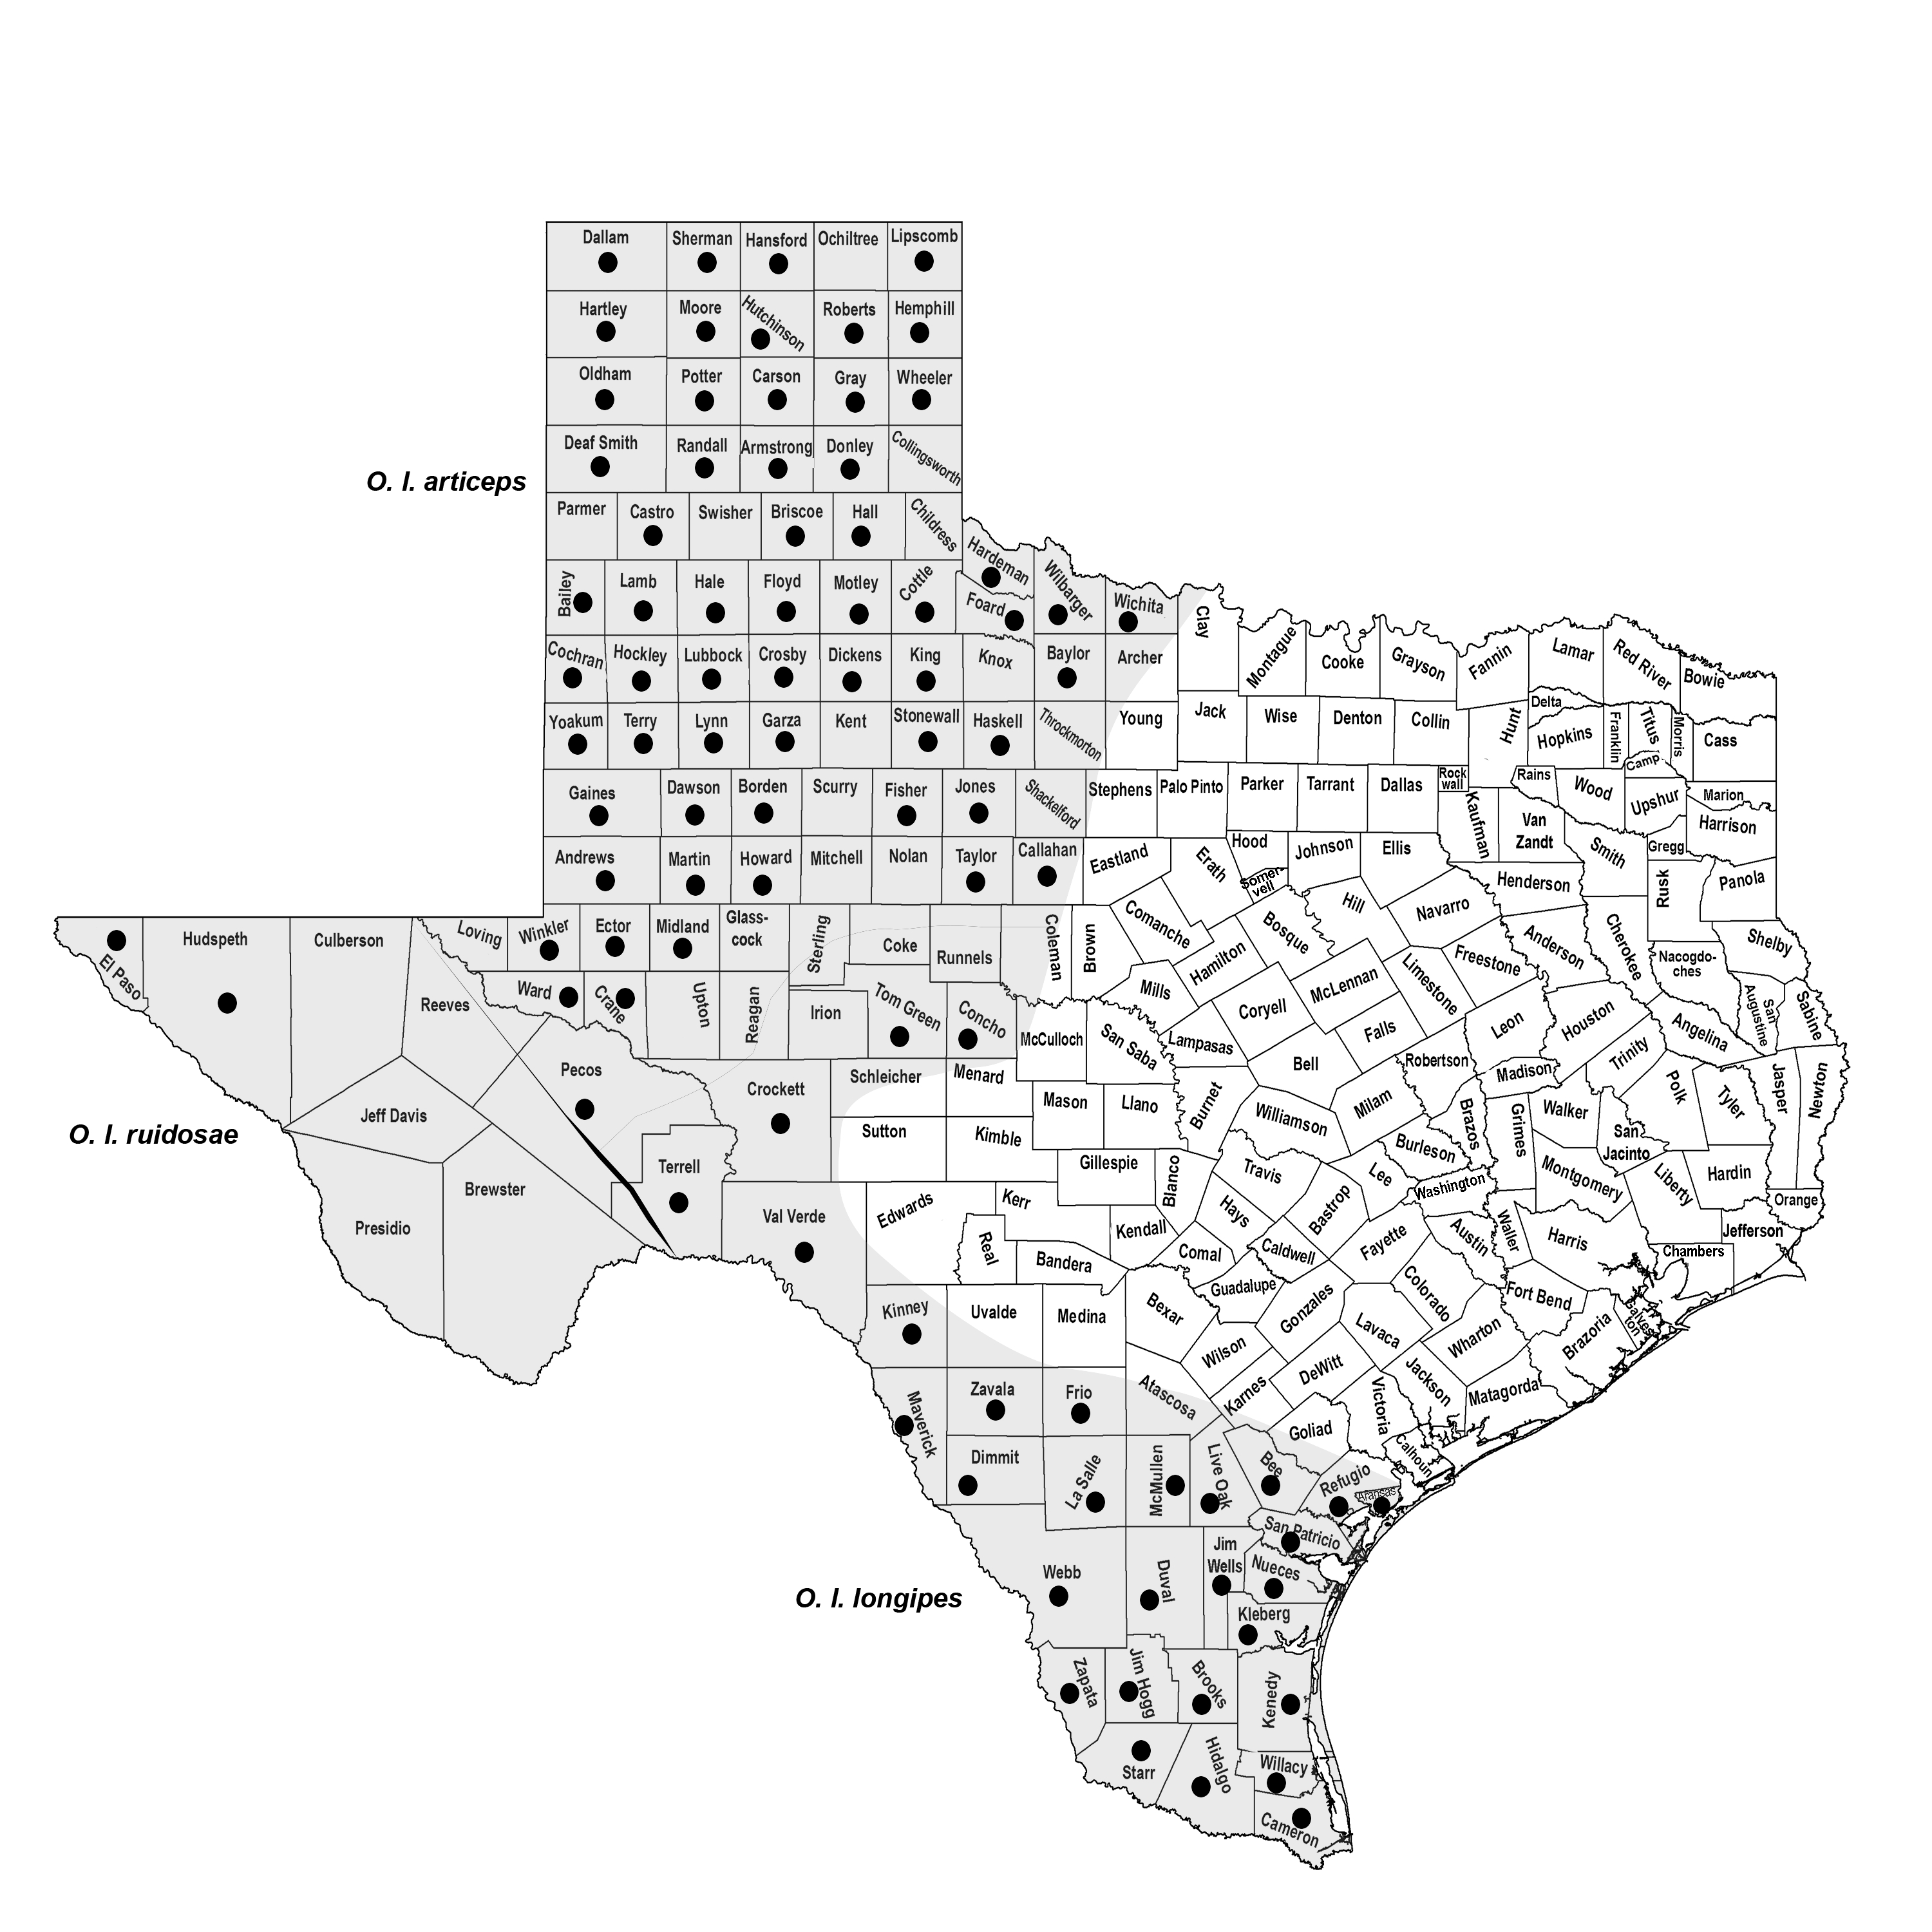 Dallam
Sherman
Hansford
Ochiltree
Lipscomb
Hartley
Moore
Hutchinson
Roberts
Hemphill
Oldham
Potter
Carson
Gray
Wheeler
Deaf Smith
Randall
Armstrong
Donley
Collingsworth
O. l. articeps
Parmer
Castro
Swisher
Briscoe
Hall
Childress
Hardeman
Bailey
Lamb
Hale
Floyd
Motley
Cottle
Foard
Wilbarger
Wichita
Clay
Montague
Cooke
Grayson
Fannin
Lamar
Red River
Bowie
Cochran
Hockley
Lubbock
Crosby
Dickens
King
Knox
Baylor
Archer
Yoakum
Terry
Lynn
Garza
Kent
Stonewall
Haskell
Throckmorton
Young
Jack
Wise
Denton
Collin
Hunt
Delta
Hopkins
Franklin
Titus
Morris
Camp
Cass
Gaines
Dawson
Borden
Scurry
Fisher
Jones
Shackelford
Stephens
Palo Pinto
Parker
Tarrant
Dallas
Rock
wall
Kaufman
Rains
Wood
Upshur
Marion
Harrison
Van
Zandt
Smith
Gregg
Andrews
Martin
Howard
Mitchell
Nolan
Taylor
Callahan
Eastland
Erath
Hood
Somer-
vell
Johnson
Ellis
Henderson
Rusk
Panola
El Paso
Hudspeth
Culberson
Reeves
Loving
Winkler
Ector
Midland
Glass-
cock
Sterling
Coke
Runnels
Coleman
Brown
Comanche
Hamilton
Bosque
Hill
Navarro
Freestone
Anderson
Cherokee
Nacogdo-
ches
Shelby
Ward
Crane
Upton
Reagan
Irion
Tom Green
Concho
McCulloch
San Saba
Mills
Lampasas
Coryell
McLennan
Limestone
Falls
Bell
Robertson
Leon
Houston
Madison
Trinity
Angelina
San
Augustine
Sabine
Jeff Davis
Pecos
Crockett
Schleicher
Menard
Mason
Llano
Burnet
Williamson
Milam
Brazos
Grimes
Walker
San
Jacinto
Polk
Tyler
Jasper
Newton
O. l. ruidosae
Presidio
Brewster
Terrell
Sutton
Kimble
Gillespie
Blanco
Travis
Hays
Bastrop
Lee
Burleson
Washington
Montgomery
Liberty
Hardin
Orange
Jefferson
Chambers
Val Verde
Edwards
Kerr
Real
Bandera
Kendall
Comal
Caldwell
Guadalupe
Fayette
Austin
Waller
Harris
Fort Bend
Colorado
Galves-
ton
Brazoria
Kinney
Uvalde
Medina
Bexar
Wilson
Gonzales
Lavaca
Wharton
Matagorda
Jackson
DeWitt
Karnes
Victoria
Calhoun
Goliad
Maverick
Zavala
Frio
Atascosa
Dimmit
La Salle
McMullen
Live Oak
Bee
Refugio
Aransas
San Patricio
O. l. longipes
Webb
Duval
Jim
Wells
Nueces
Kleberg
Zapata
Jim Hogg
Brooks
Kenedy
Starr
Hidalgo
Willacy
Cameron